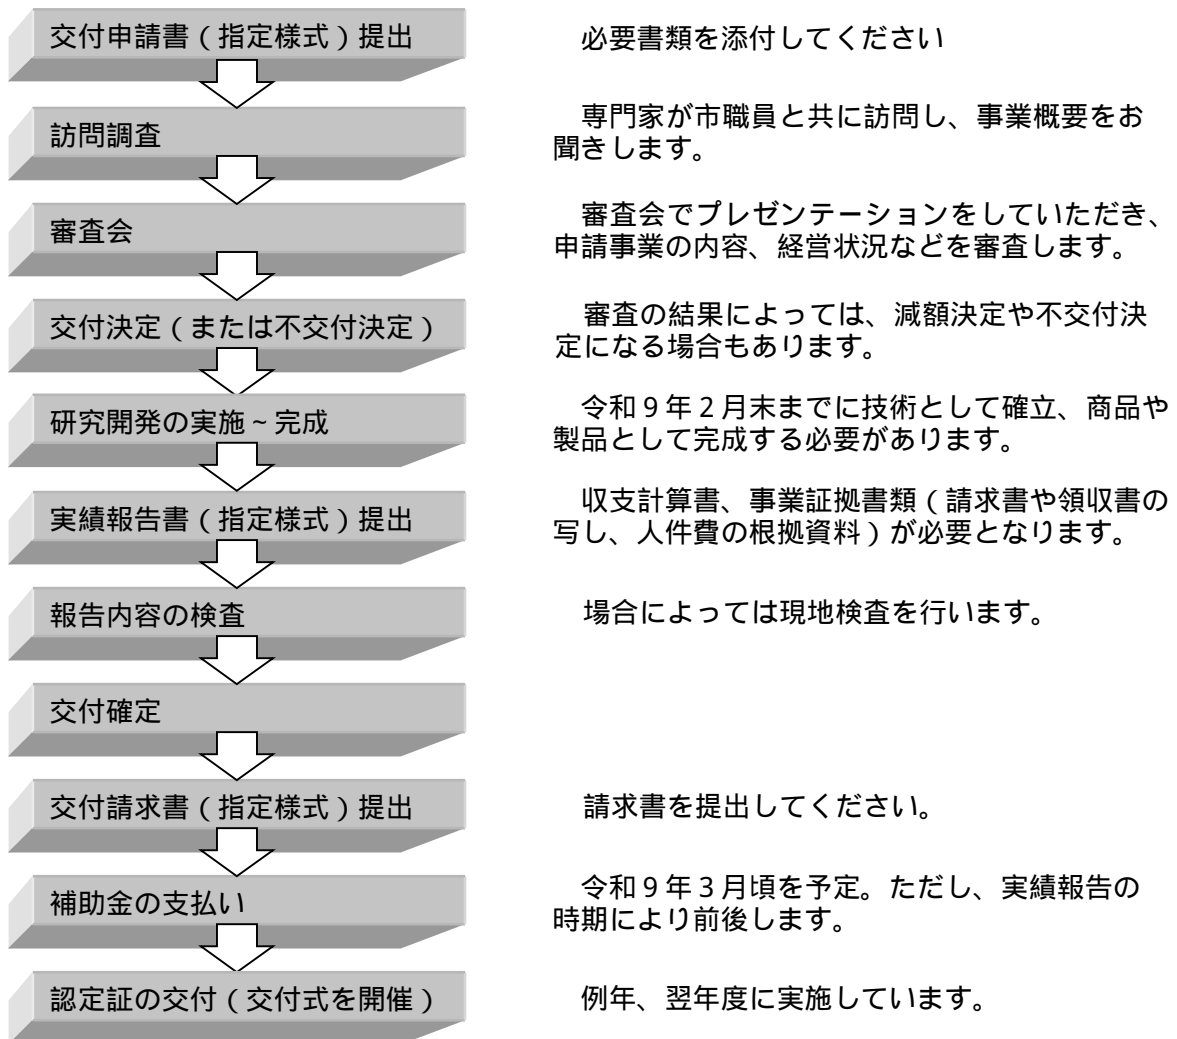 交付申請書（指定様式）提出
必要書類を添付してください
訪問調査
専門家が市職員と共に訪問し、事業概要をお
聞きします。
審査会
審査会でプレゼンテーションをしていただき、
申請事業の内容、経営状況などを審査します。
交付決定（または不交付決定）
審査の結果によっては、減額決定や不交付決
定になる場合もあります。
研究開発の実施～完成
令和９年２月末までに技術として確立、商品や
製品として完成する必要があります。
実績報告書（指定様式）提出
収支計算書、事業証拠書類（請求書や領収書の
写し、人件費の根拠資料）が必要となります。
報告内容の検査
場合によっては現地検査を行います。
交付確定
交付請求書（指定様式）提出
請求書を提出してください。
補助金の支払い
令和９年３月頃を予定。ただし、実績報告の
時期により前後します。
認定証の交付（交付式を開催）
例年、翌年度に実施しています。